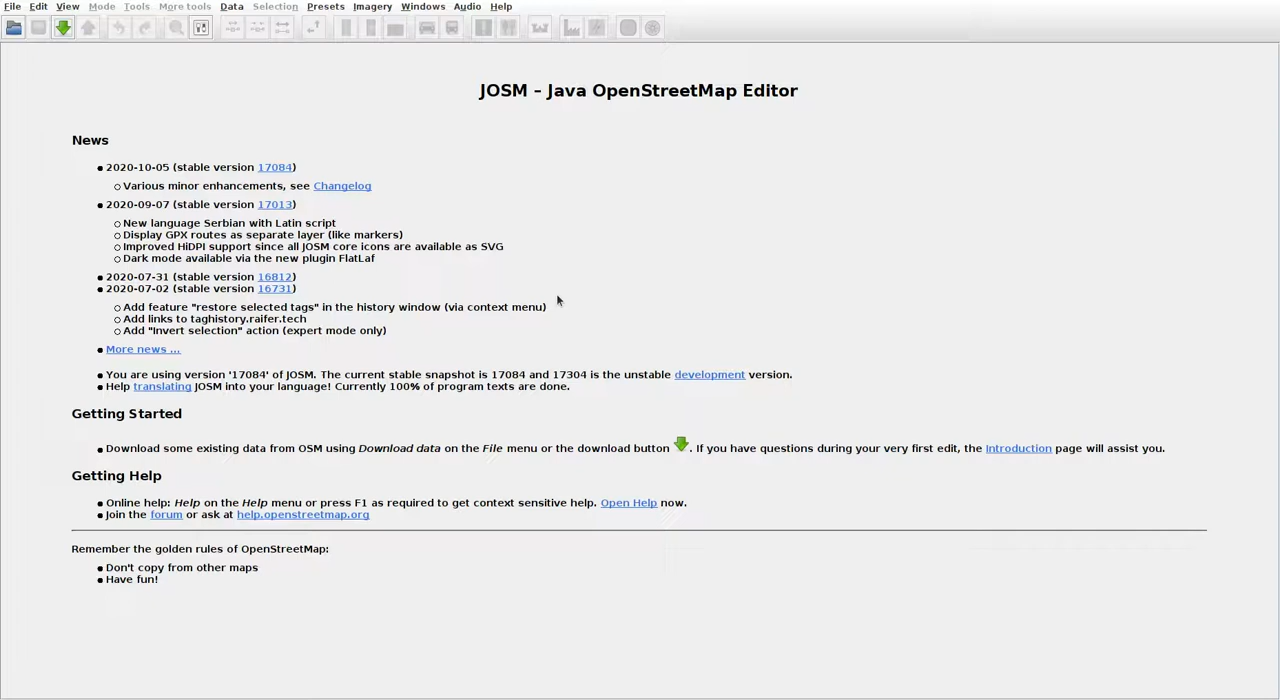 File Edit View Mode Tools More tools Data Selection Presets Imagery Windows Audio Help
JOSM – Java OpenStreetMap Editor
News
2020-10-05 (stable version 17084)
Various minor enhancements, see Changelog
2020-09-07 (stable version 17013)
New language Serbian with Latin script
Display GPX routes as separate layer (like markers)
Improved HiDPI support since all JOSM core icons are available as SVG
Dark mode available via the new plugin FlatLaf
2020-07-31 (stable version 16812)
2020-07-02 (stable version 16731)
Add feature "restore selected tags" in the history window (via context menu)
Add links to taghistory.raifer.tech
Add "Invert selection" action (expert mode only)
More news ...
You are using version '17084' of JOSM. The current stable snapshot is 17084 and 17304 is the unstable development version.
Help translating JOSM into your language! Currently 100% of program texts are done.
Getting Started
Download some existing data from OSM using Download data on the File menu or the download button . If you have questions during your very first edit, the Introduction page will assist you.
Getting Help
Online help: Help on the Help menu or press F1 as required to get context sensitive help. Open Help now.
Join the forum or ask at help.openstreetmap.org
Remember the golden rules of OpenStreetMap:
Don't copy from other maps
Have fun!